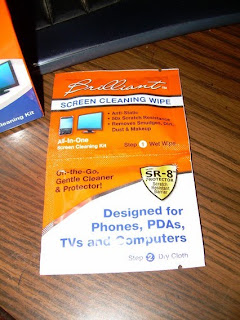 Brilliant
SCREEN CLEANING WIPE
• Anti-Static
• No Scratch Resistance
• Removes Smudges, Dirt,
Dust & Makeup
All-In-One
Screen Cleaning Kit
Step 1 Wet Wipe
On-the-Go,
Gentle Cleaner
& Protector!
SR-8
PROTECTOR
Designed for
Phones, PDAs,
TVs and Computers
Step 2 Dry Cloth
Cleaning Kit